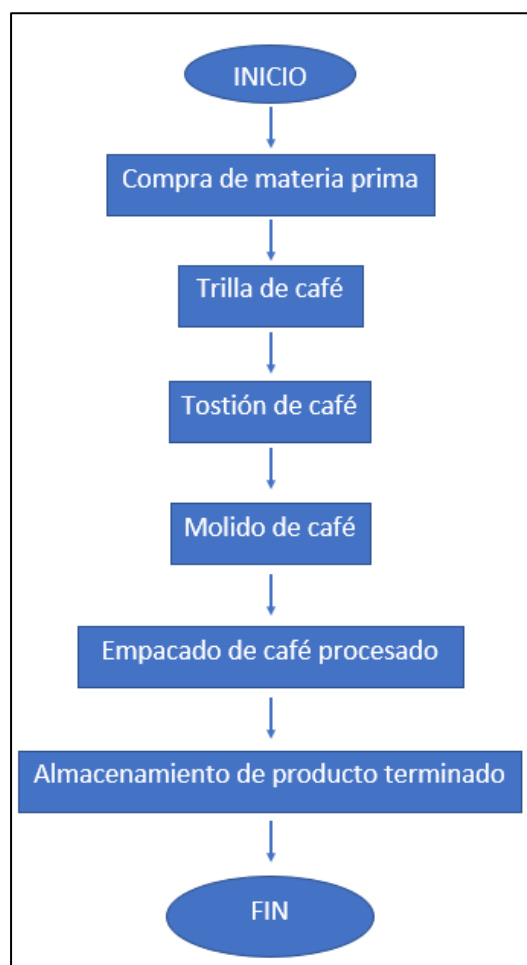 INICIO
Compra de materia prima
Trilla de café
Tostión de café
Molido de café
Empacado de café procesado
Almacenamiento de producto terminado
FIN